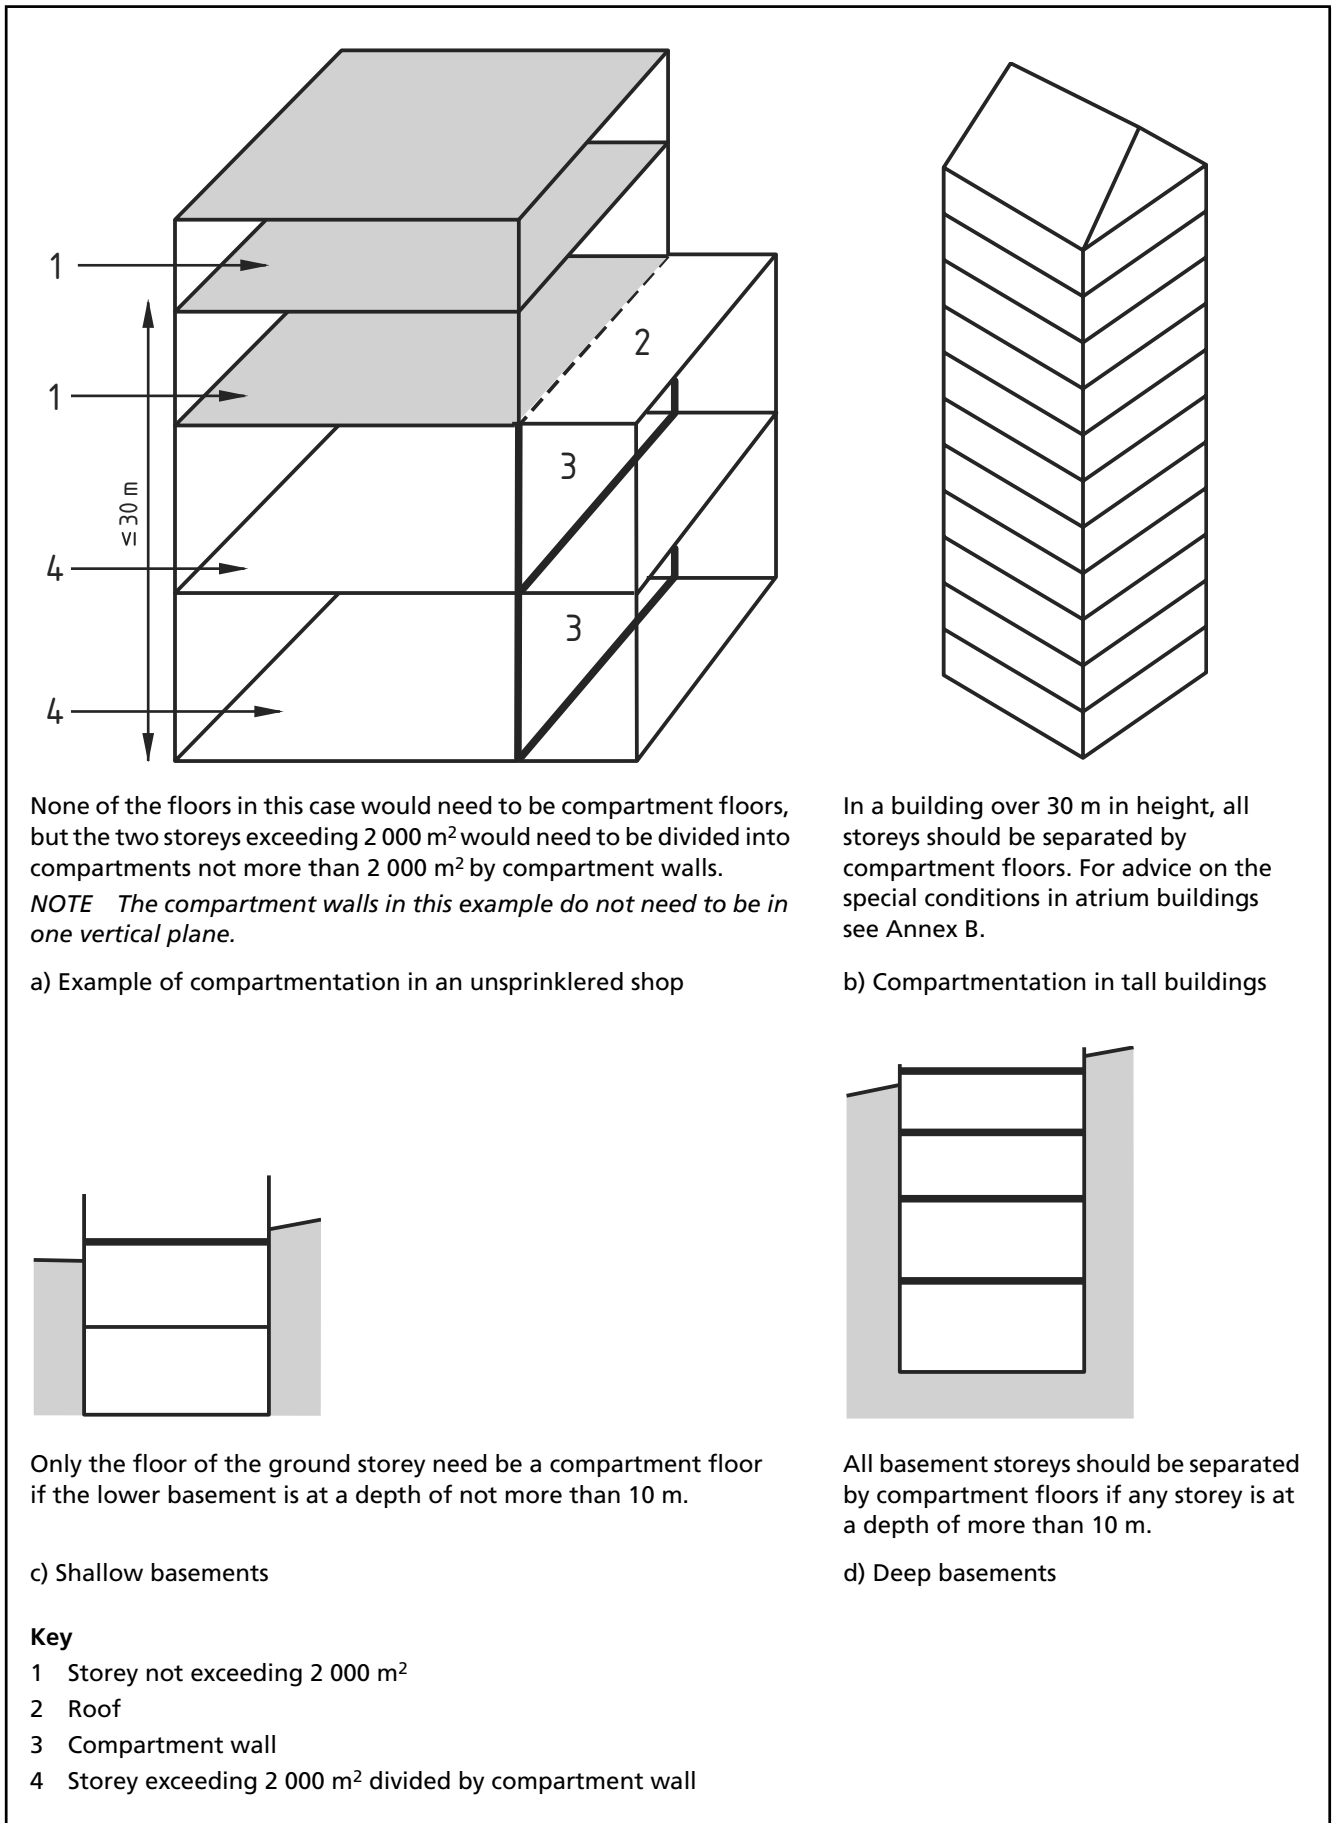 1
1
2
3
≤ 30 m
4
3
4
None of the floors in this case would need to be compartment floors,
but the two storeys exceeding 2 000 m² would need to be divided into
compartments not more than 2 000 m² by compartment walls.
NOTE The compartment walls in this example do not need to be in
one vertical plane.
a) Example of compartmentation in an unsprinklered shop
In a building over 30 m in height, all
storeys should be separated by
compartment floors. For advice on the
special conditions in atrium buildings
see Annex B.
b) Compartmentation in tall buildings
Only the floor of the ground storey need be a compartment floor
if the lower basement is at a depth of not more than 10 m.
c) Shallow basements
All basement storeys should be separated
by compartment floors if any storey is at
a depth of more than 10 m.
d) Deep basements
Key
1 Storey not exceeding 2 000 m²
2 Roof
3 Compartment wall
4 Storey exceeding 2 000 m² divided by compartment wall